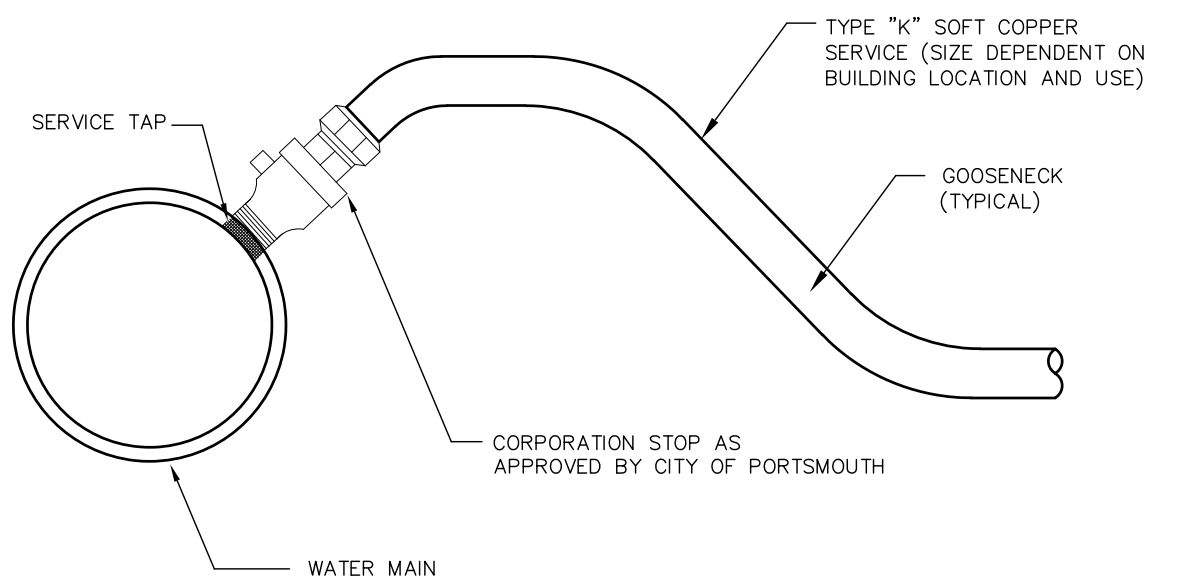 TYPE "K" SOFT COPPER
SERVICE (SIZE DEPENDENT ON
BUILDING LOCATION AND USE)
SERVICE TAP
GOOSENECK
(TYPICAL)
CORPORATION STOP AS
APPROVED BY CITY OF PORTSMOUTH
WATER MAIN